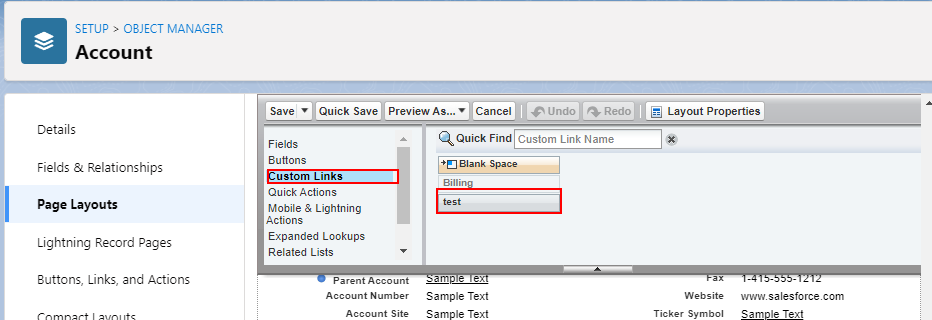 SETUP > OBJECT MANAGER
Account
Details
Fields & Relationships
Page Layouts
Lightning Record Pages
Buttons, Links, and Actions
Compact Layouts
Save Quick Save Preview As... Cancel Undo Redo Layout Properties
Fields
Buttons
Custom Links
Quick Actions
Mobile & Lightning
Actions
Expanded Lookups
Related Lists
Quick Find Custom Link Name
Blank Space
Billing
test
Parent Account Sample Text Fax 1-415-555-1212
Account Number Sample Text Website www.salesforce.com
Account Site Sample Text Ticker Symbol Sample Text